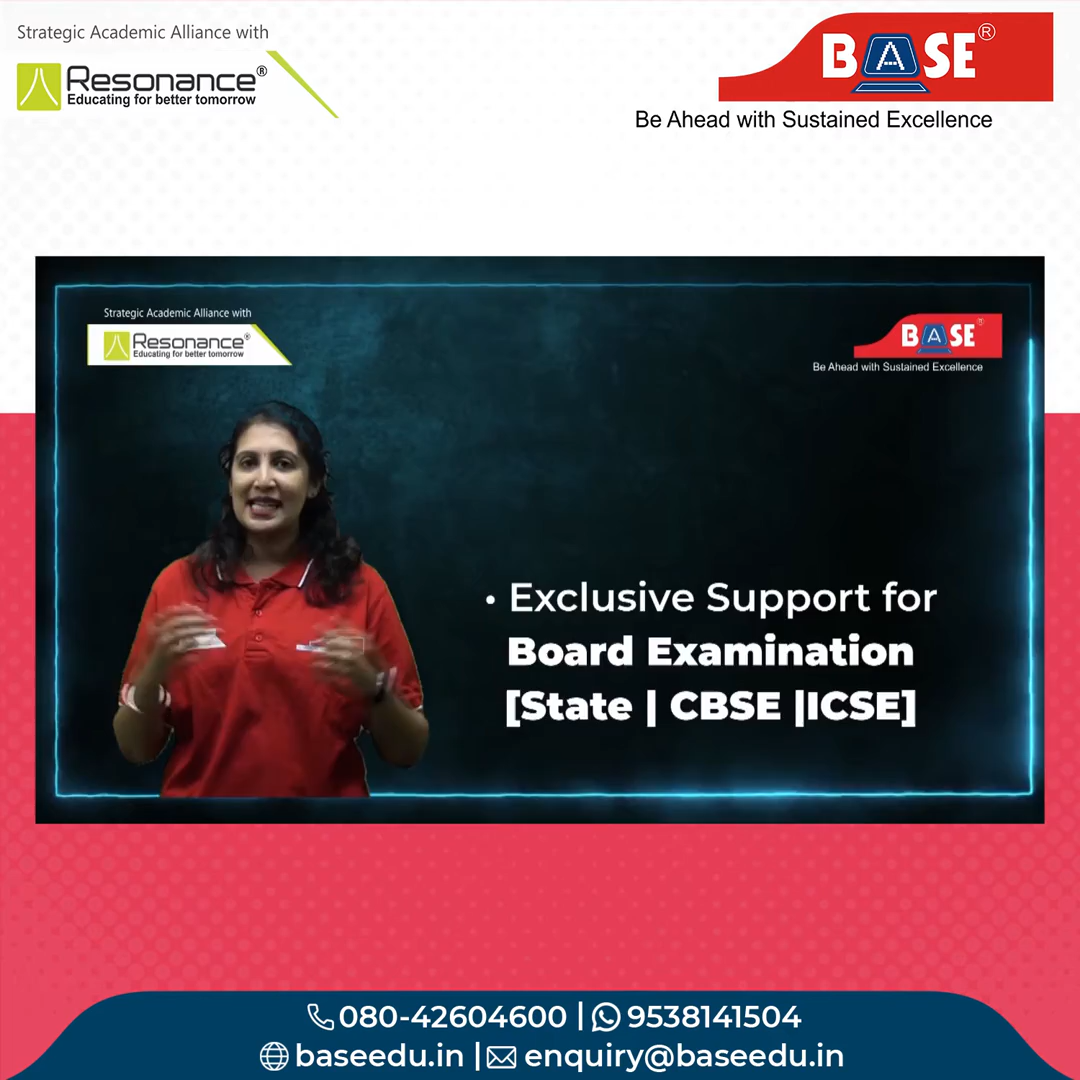 Strategic Academic Alliance with
Resonance®
Educating for better tomorrow
BASE®
Be Ahead with Sustained Excellence
Strategic Academic Alliance with
Resonance®
Educating for better tomorrow
BASE®
Be Ahead with Sustained Excellence
• Exclusive Support for
Board Examination
[State | CBSE |ICSE]
080-42604600 | 9538141504
baseedu.in | enquiry@baseedu.in